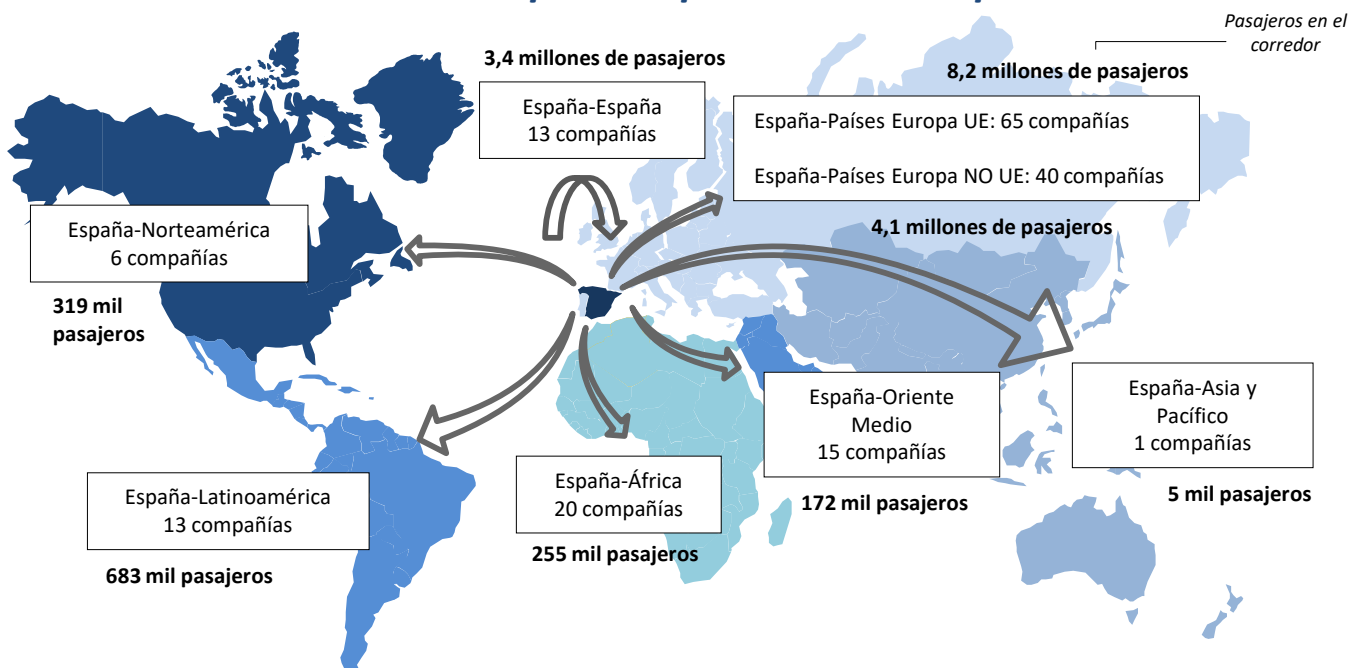 Pasajeros en el
corredor
3,4 millones de pasajeros
España-España
13 compañías
8,2 millones de pasajeros
España-Países Europa UE: 65 compañías
España-Países Europa NO UE: 40 compañías
4,1 millones de pasajeros
España-Norteamérica
6 compañías
319 mil
pasajeros
España-Oriente
Medio
15 compañías
172 mil pasajeros
España-Asia y
Pacífico
1 compañías
5 mil pasajeros
España-África
20 compañías
255 mil pasajeros
España-Latinoamérica
13 compañías
683 mil pasajeros